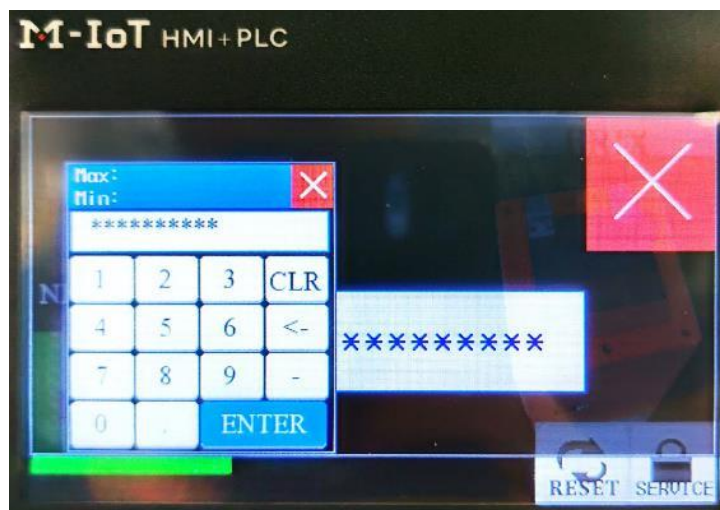 M-IoT HMI+PLC
Max:
Min:
**********
1 2 3 CLR
4 5 6 <-
*********
7 8 9 -
0 . ENTER
RESET SERVICE